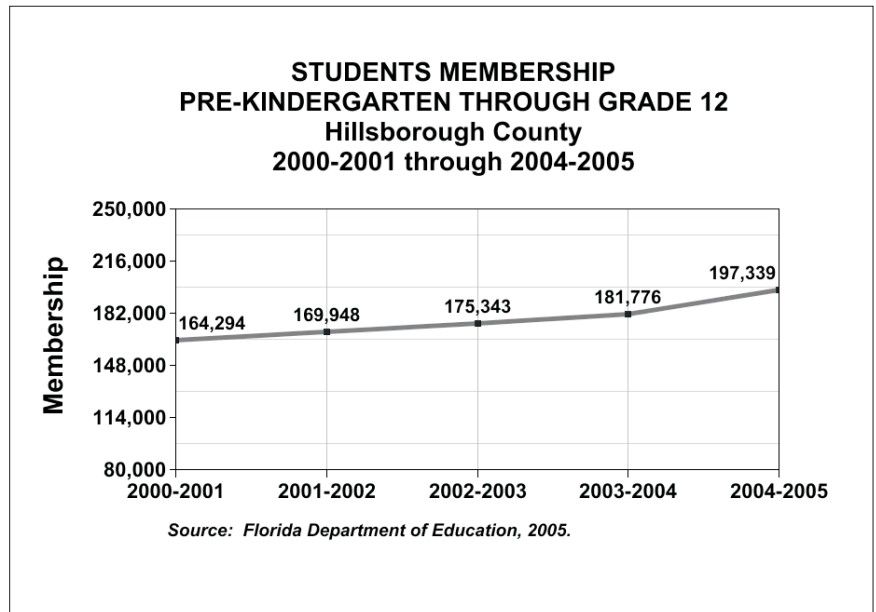 STUDENTS MEMBERSHIP
PRE-KINDERGARTEN THROUGH GRADE 12
Hillsborough County
2000-2001 through 2004-2005
Membership
250,000
216,000
182,000
148,000
114,000
80,000
164,294
169,948
175,343
181,776
197,339
2000-2001
2001-2002
2002-2003
2003-2004
2004-2005
Source: Florida Department of Education, 2005.